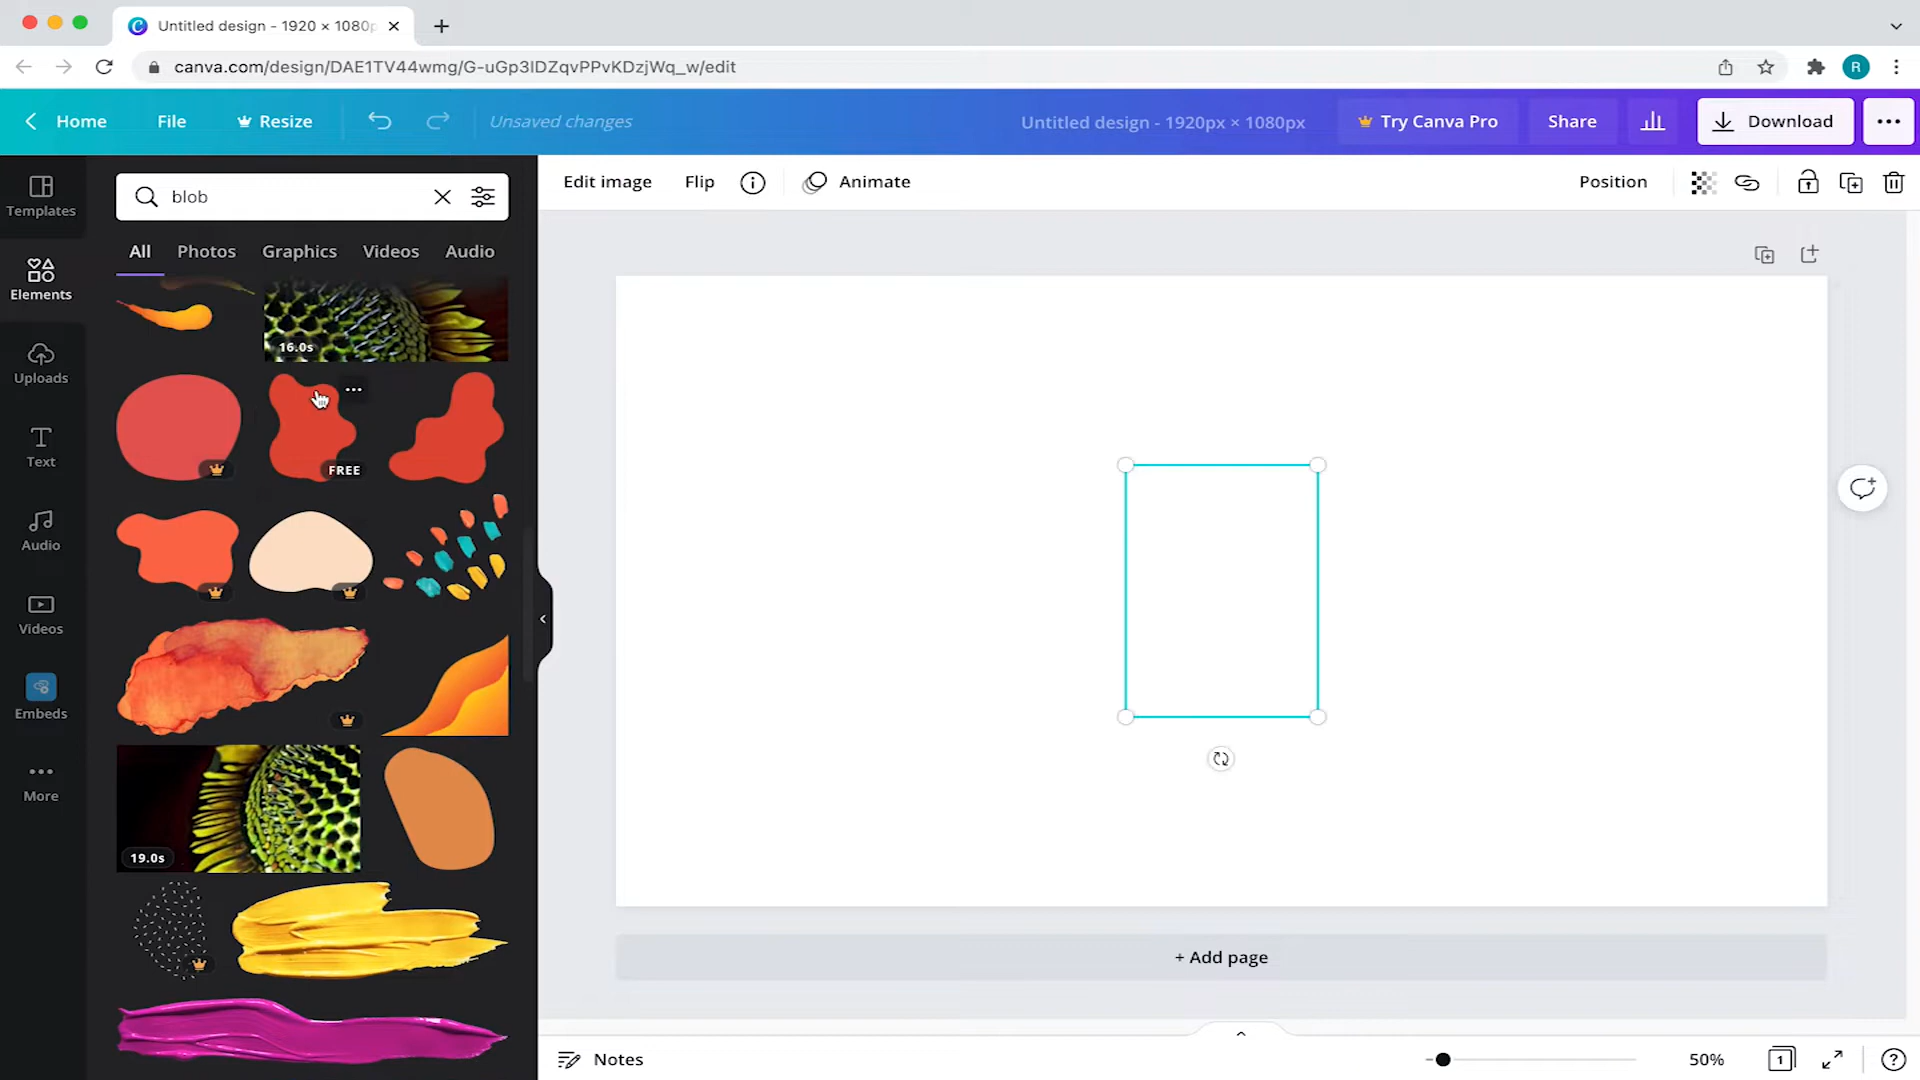 Untitled design - 1920 × 1080p
canva.com/design/DAE1TV44wmg/G-uGp3IDZqvPPvKDzjWq_w/edit
R
Home
File
Resize
Unsaved changes
Untitled design - 1920px × 1080px
Try Canva Pro
Share
Download
Templates
Elements
Uploads
Text
Audio
Videos
Embeds
More
blob
All
Photos
Graphics
Videos
Audio
16.0s
FREE
19.0s
Edit image
Flip
Animate
Position
+ Add page
Notes
50%
1